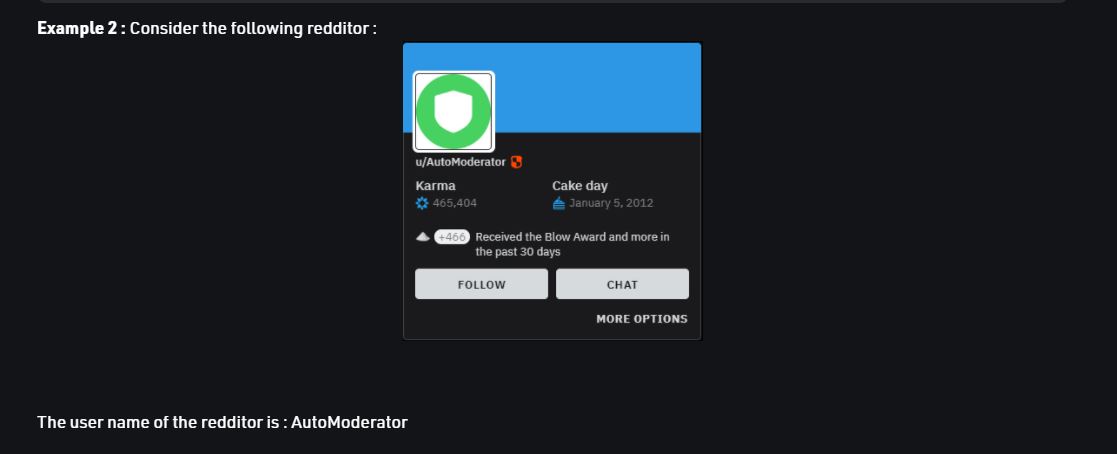 Example 2 : Consider the following redditor :
u/AutoModerator
Karma
465,404
Cake day
January 5, 2012
+466 Received the Blow Award and more in
the past 30 days
FOLLOW
CHAT
MORE OPTIONS
The user name of the redditor is : AutoModerator